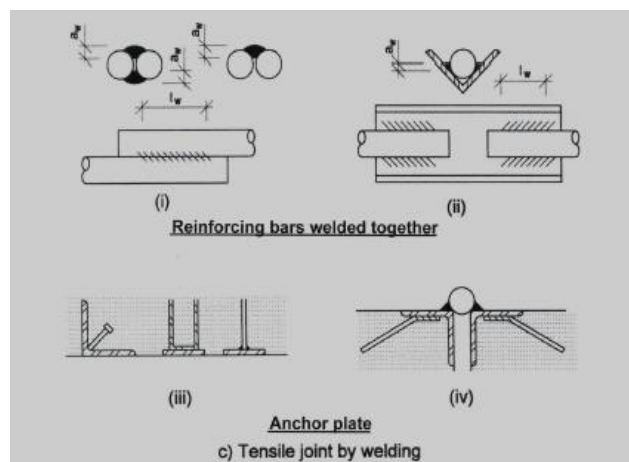 a_w
a_w
a_w
a_w
l_w
l_w
(i)
(ii)
Reinforcing bars welded together
(iii)
(iv)
Anchor plate
c) Tensile joint by welding